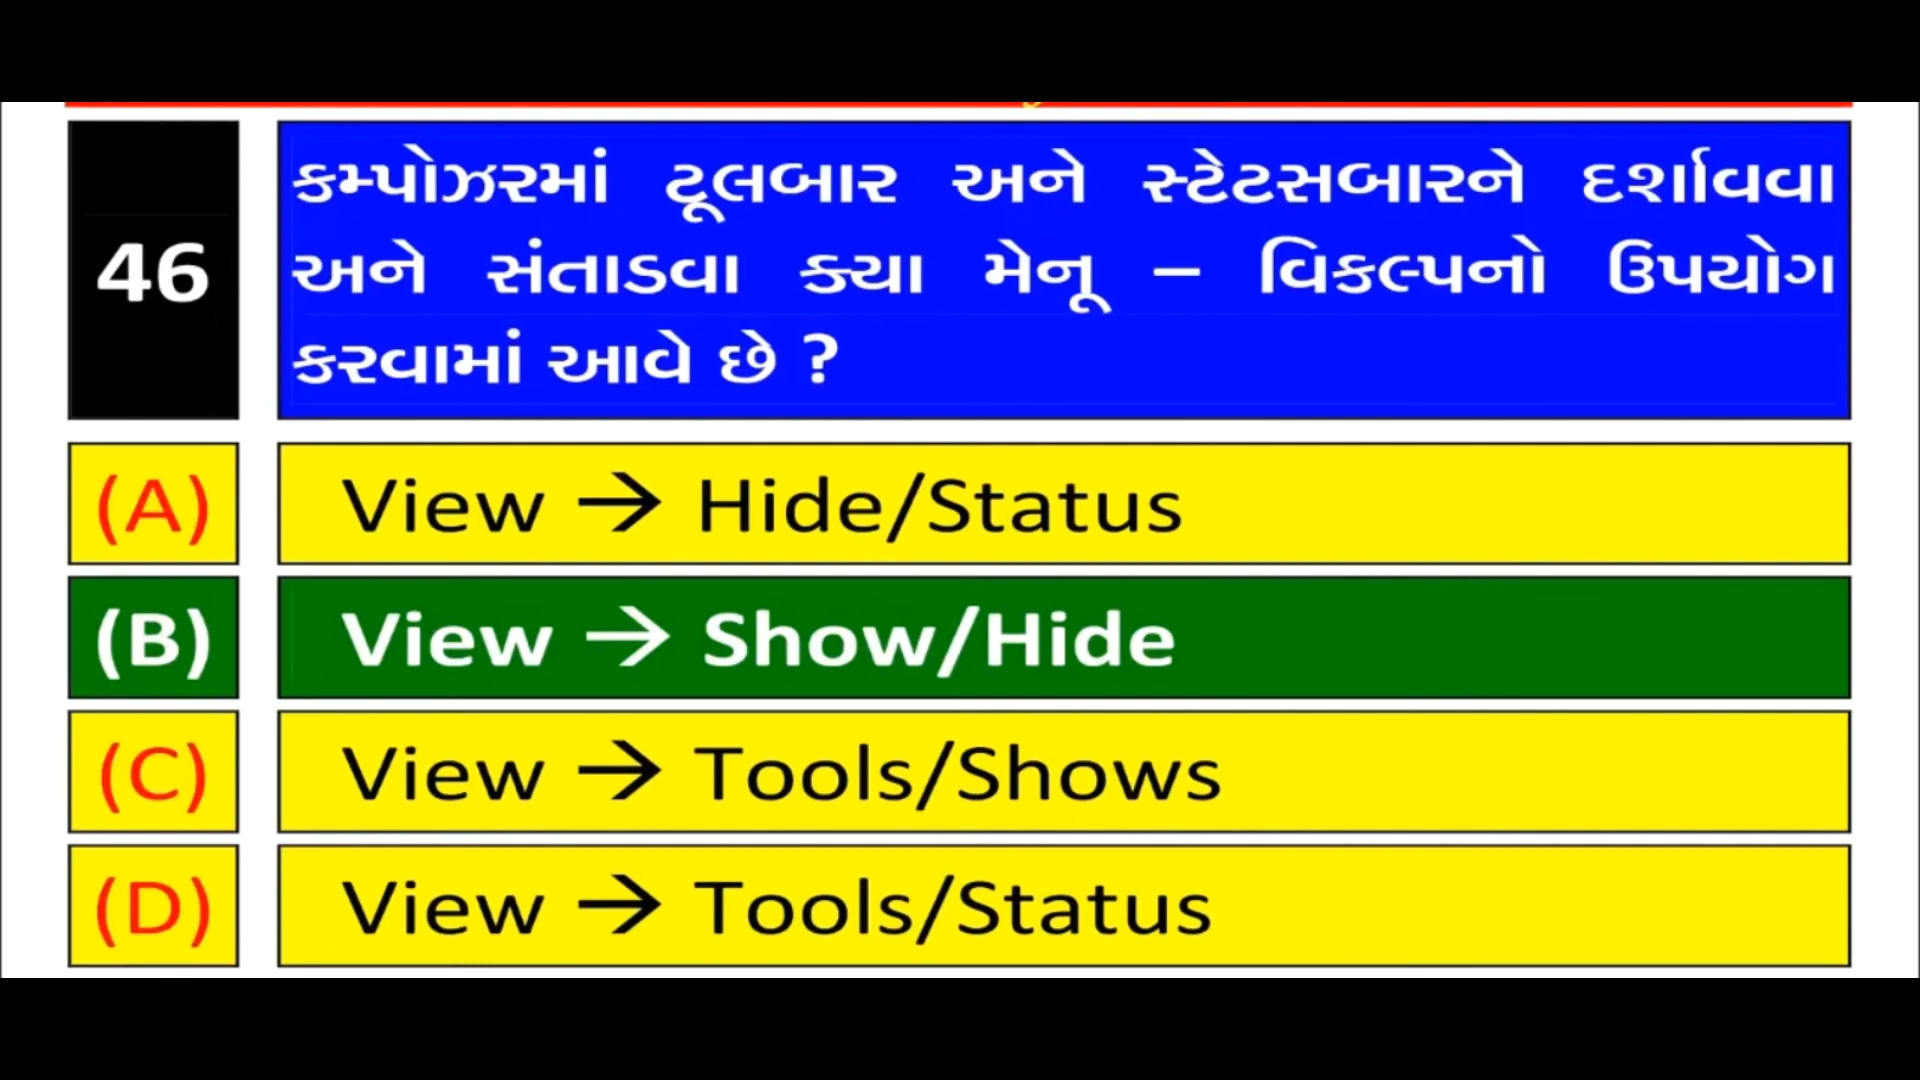 46
કમ્પોઝરમાં ટૂલબાર અને સ્ટેટસબારને દર્શાવવા
અને સંતાડવા ક્યા મેનૂ – વિકલ્પનો ઉપયોગ
કરવામાં આવે છે ?
(A) View → Hide/Status
(B) View → Show/Hide
(C) View → Tools/Shows
(D) View → Tools/Status